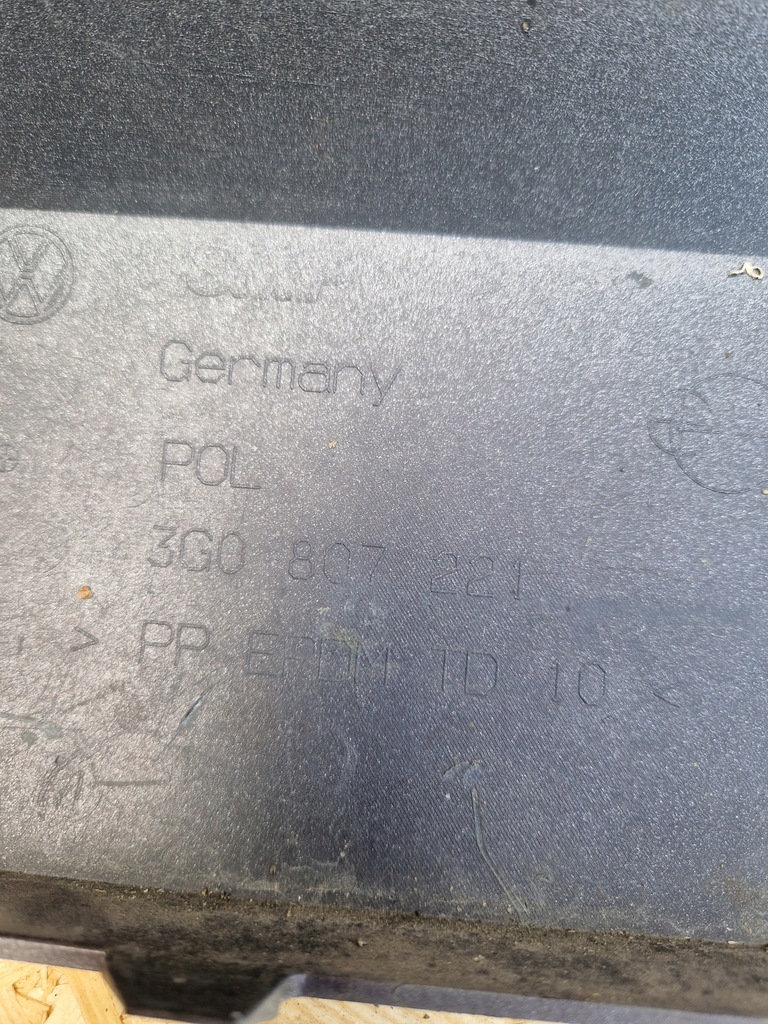 Germany
POL
3G0 807 221
> PP EPDM TD 10 <